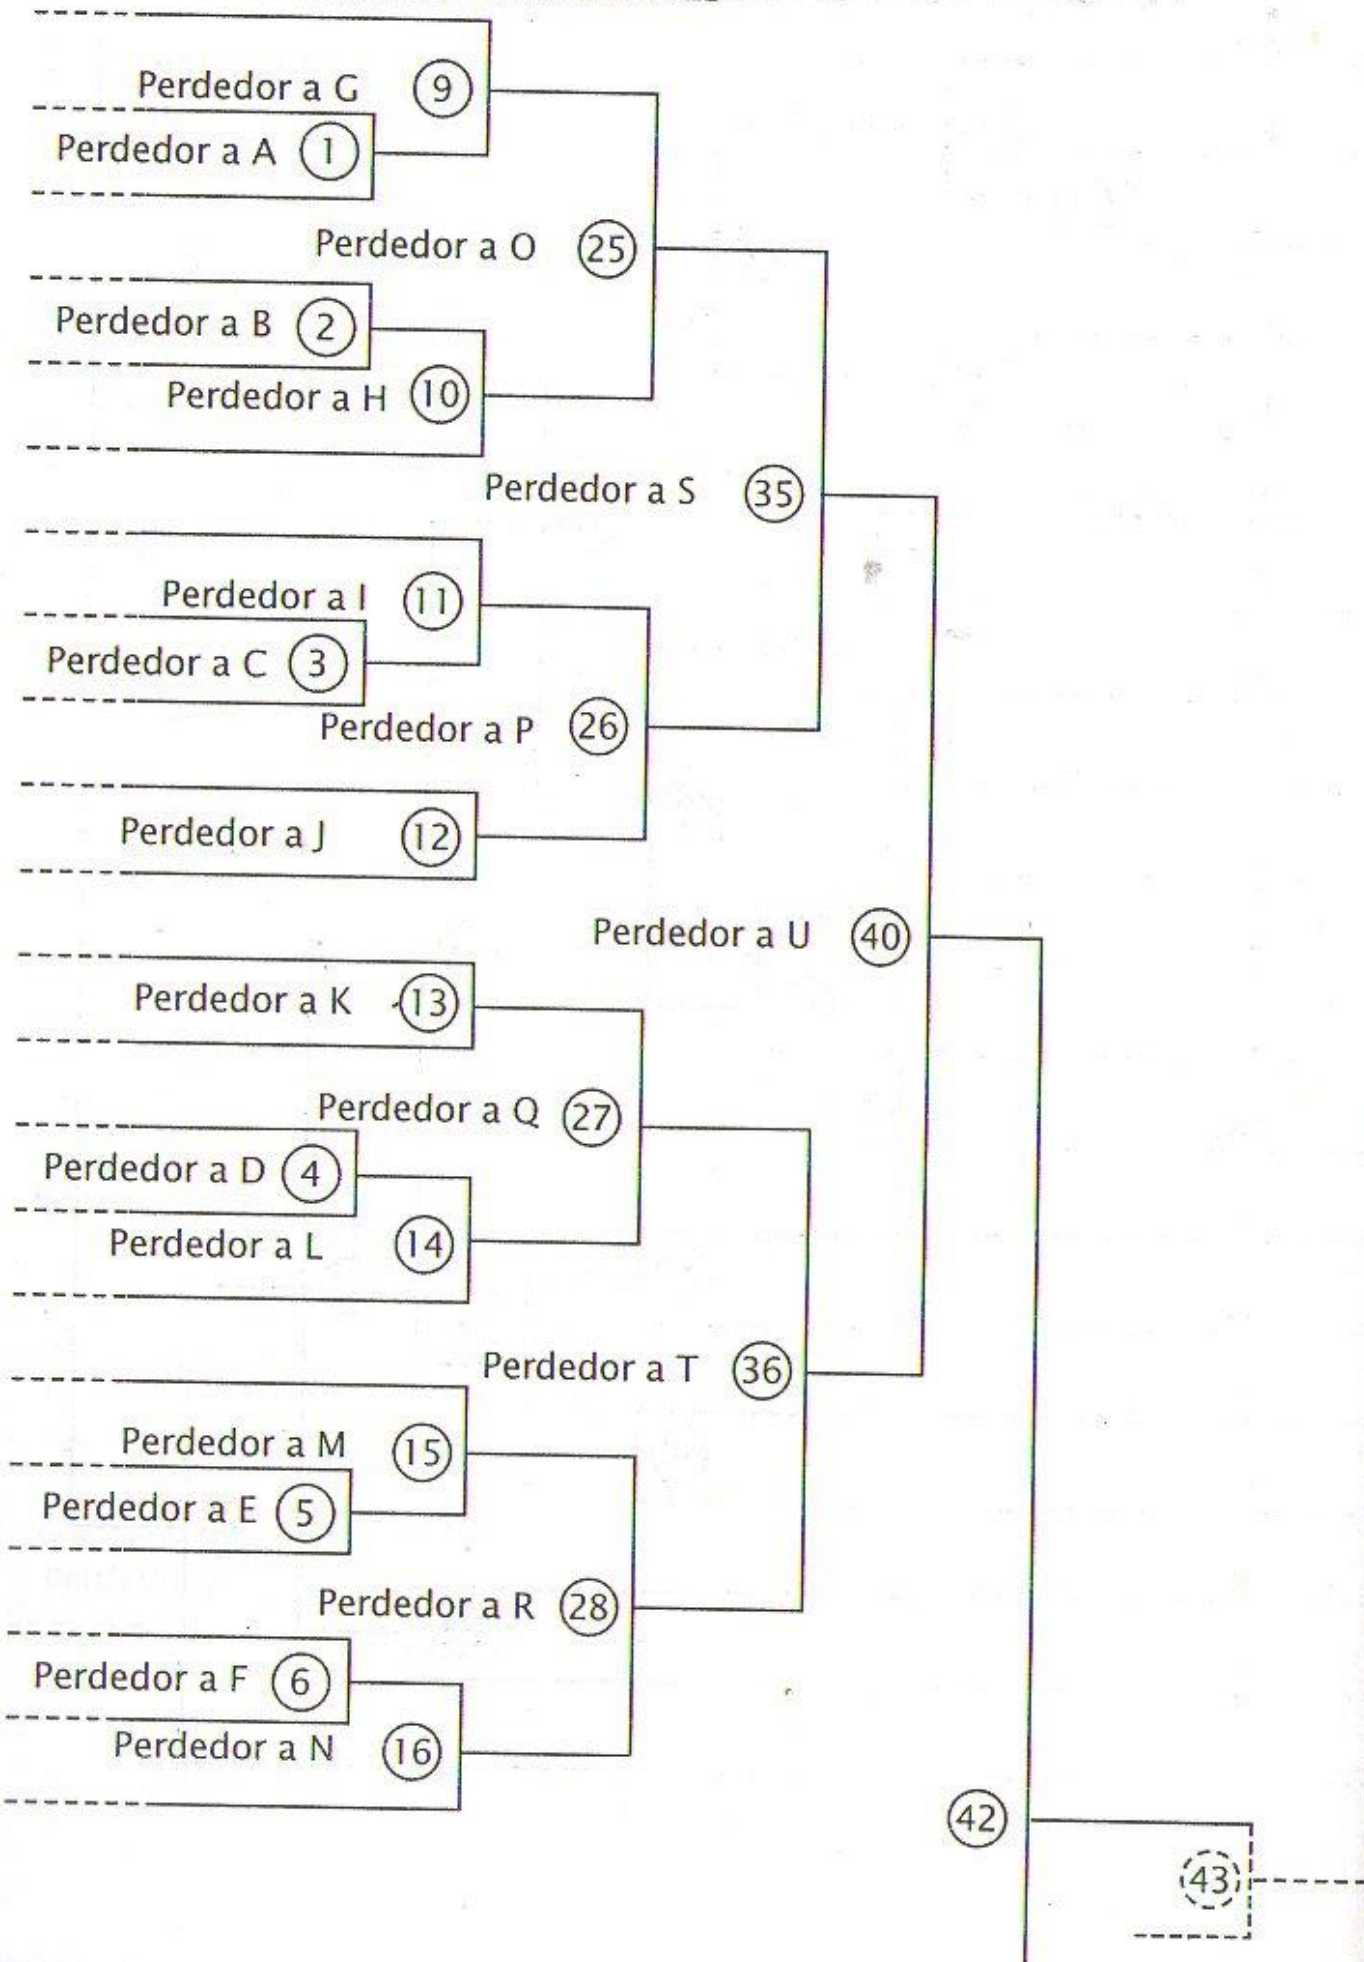 Perdedor a G 9
Perdedor a A 1
Perdedor a O 25
Perdedor a B 2
Perdedor a H 10
Perdedor a S 35
Perdedor a I 11
Perdedor a C 3
Perdedor a P 26
Perdedor a J 12
Perdedor a U 40
Perdedor a K 13
Perdedor a Q 27
Perdedor a D 4
Perdedor a L 14
Perdedor a T 36
Perdedor a M 15
Perdedor a E 5
Perdedor a R 28
Perdedor a F 6
Perdedor a N 16
42
43